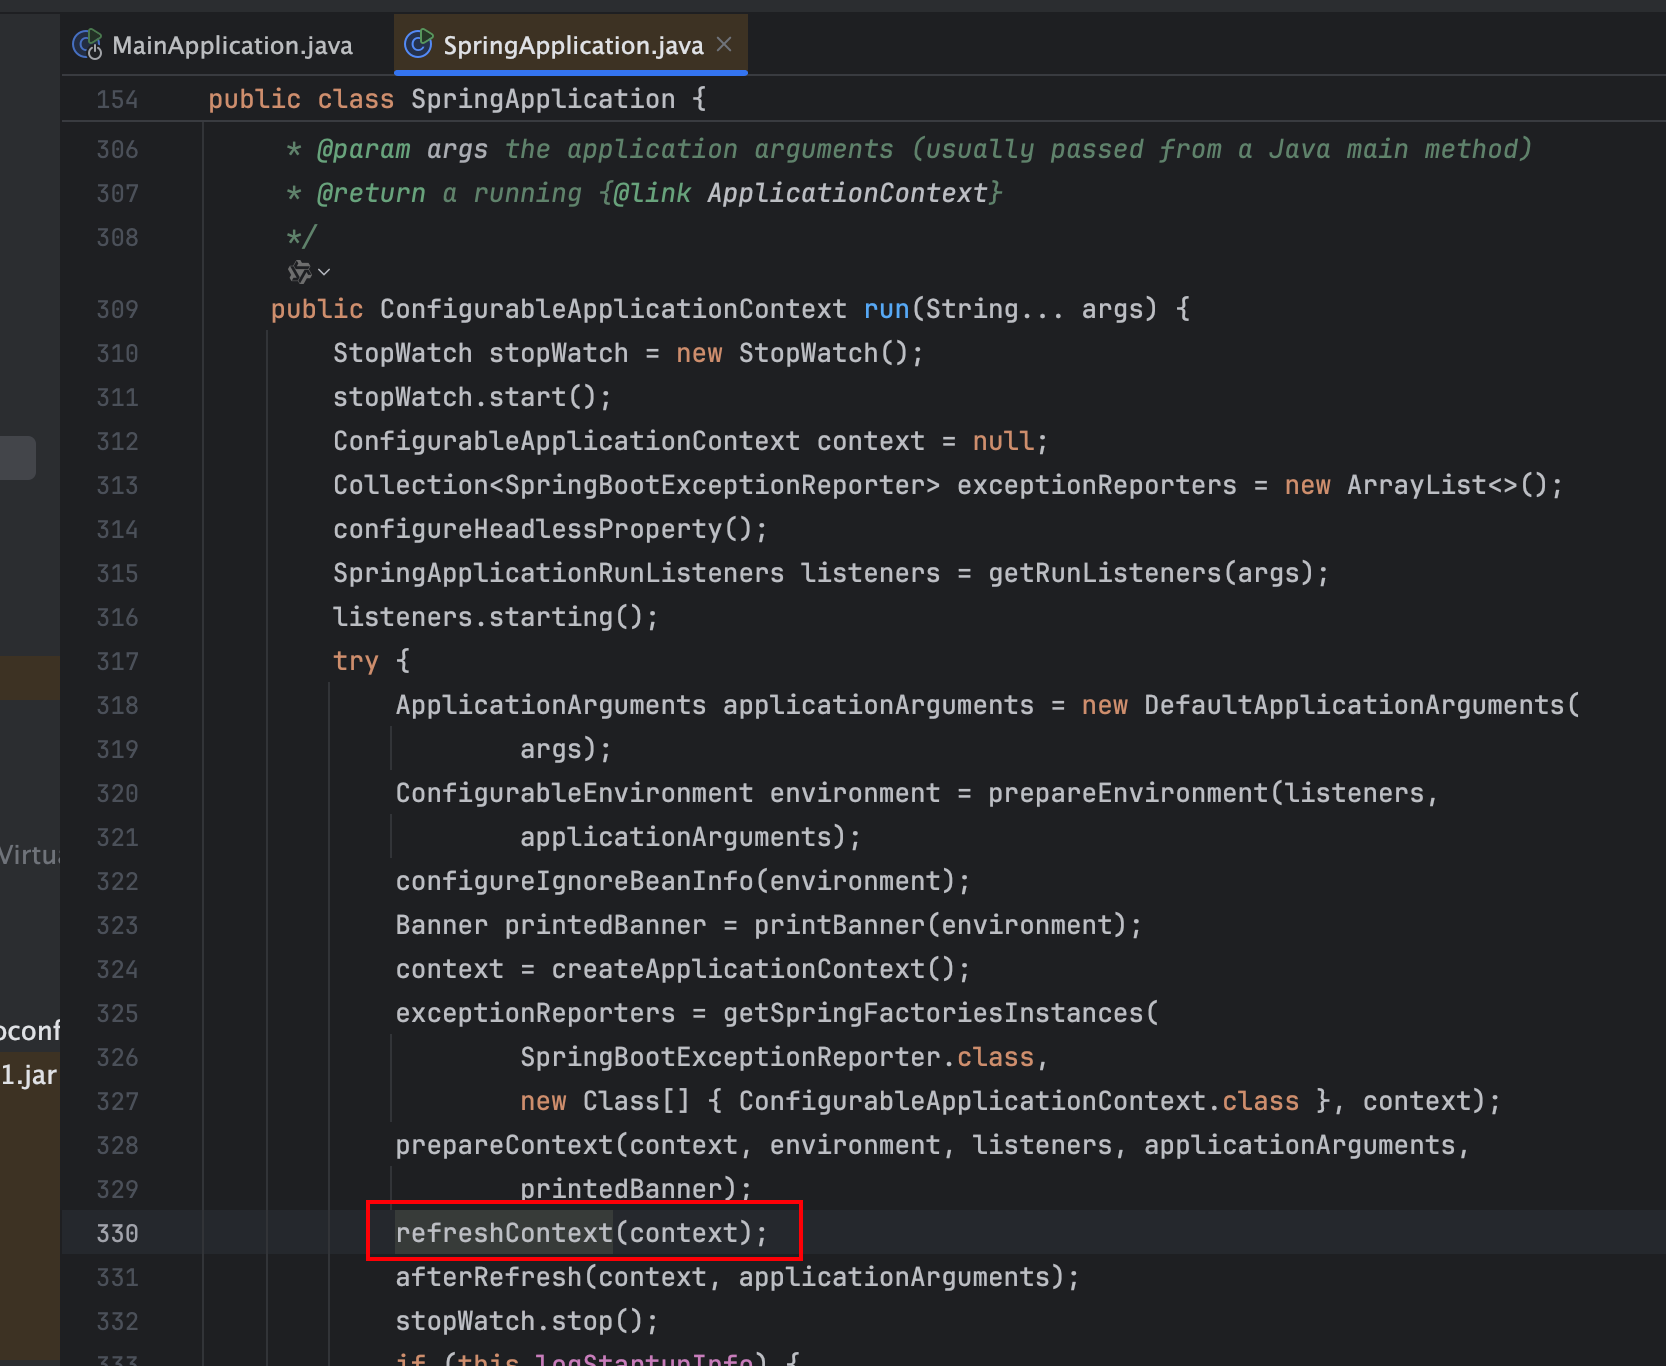 MainApplication.java
SpringApplication.java
154 public class SpringApplication {
306 * @param args the application arguments (usually passed from a Java main method)
307 * @return a running {@link ApplicationContext}
308 */
309 public ConfigurableApplicationContext run(String... args) {
310 StopWatch stopWatch = new StopWatch();
311 stopWatch.start();
312 ConfigurableApplicationContext context = null;
313 Collection<SpringBootExceptionReporter> exceptionReporters = new ArrayList<>();
314 configureHeadlessProperty();
315 SpringApplicationRunListeners listeners = getRunListeners(args);
316 listeners.starting();
317 try {
318 ApplicationArguments applicationArguments = new DefaultApplicationArguments(
319 args);
320 ConfigurableEnvironment environment = prepareEnvironment(listeners,
321 applicationArguments);
322 configureIgnoreBeanInfo(environment);
323 Banner printedBanner = printBanner(environment);
324 context = createApplicationContext();
325 exceptionReporters = getSpringFactoriesInstances(
326 SpringBootExceptionReporter.class,
327 new Class[] { ConfigurableApplicationContext.class }, context);
328 prepareContext(context, environment, listeners, applicationArguments,
329 printedBanner);
330 refreshContext(context);
331 afterRefresh(context, applicationArguments);
332 stopWatch.stop();
333 if (this.logStartupInfo) {
Virtu
oconf
1.jar